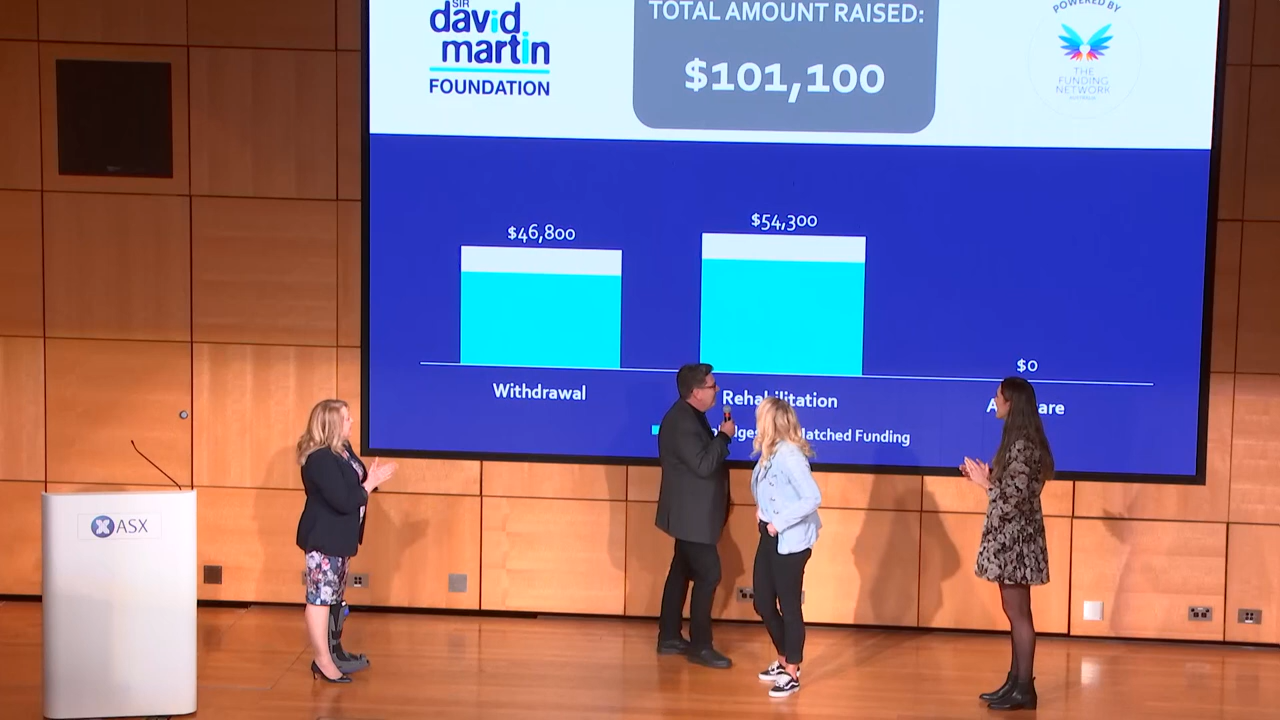 SIR
david
martin
FOUNDATION
TOTAL AMOUNT RAISED:
$101,100
POWERED BY
THE
FUNDING
NETWORK
AUSTRALIA
$46,800
$54,300
$0
Withdrawal
Rehabilitation
Matched Funding
ASX